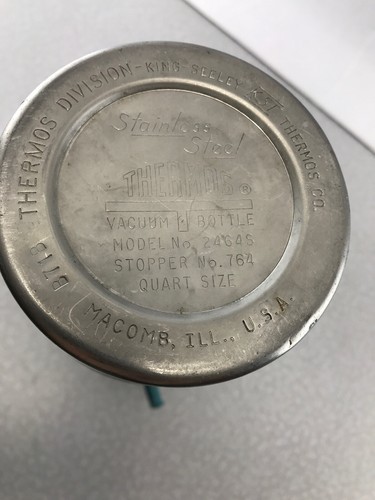 THERMOS DIVISION-KING-SEELEY KST THERMOS CO.
Stainless
Steel
THERMOS®
VACUUM BOTTLE
MODEL No. 2464S
STOPPER No. 764
QUART SIZE
MACOMB, ILL., U.S.A.